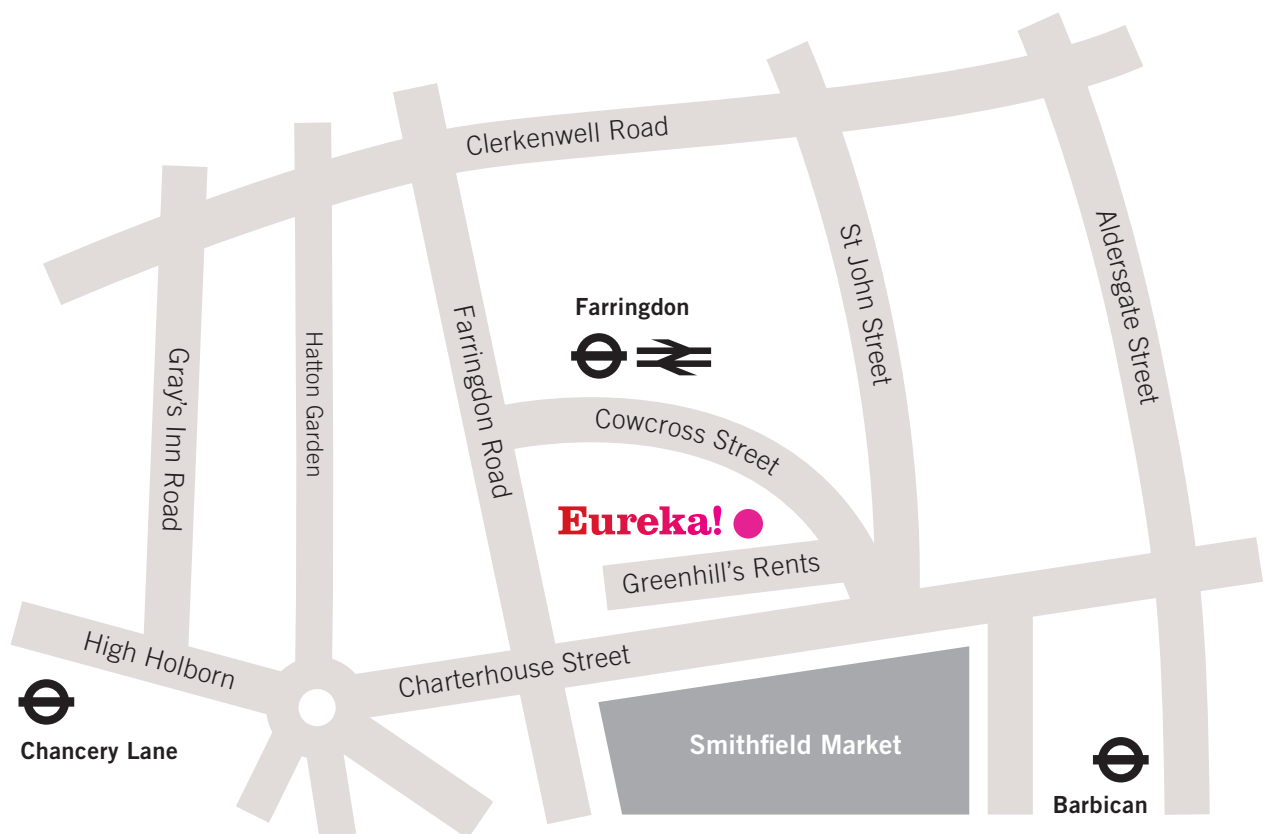 Clerkenwell Road
St John Street
Aldersgate Street
Farringdon
Farringdon Road
Hatton Garden
Gray's Inn Road
Cowcross Street
Eureka!
Greenhill's Rents
High Holborn
Charterhouse Street
Chancery Lane
Smithfield Market
Barbican